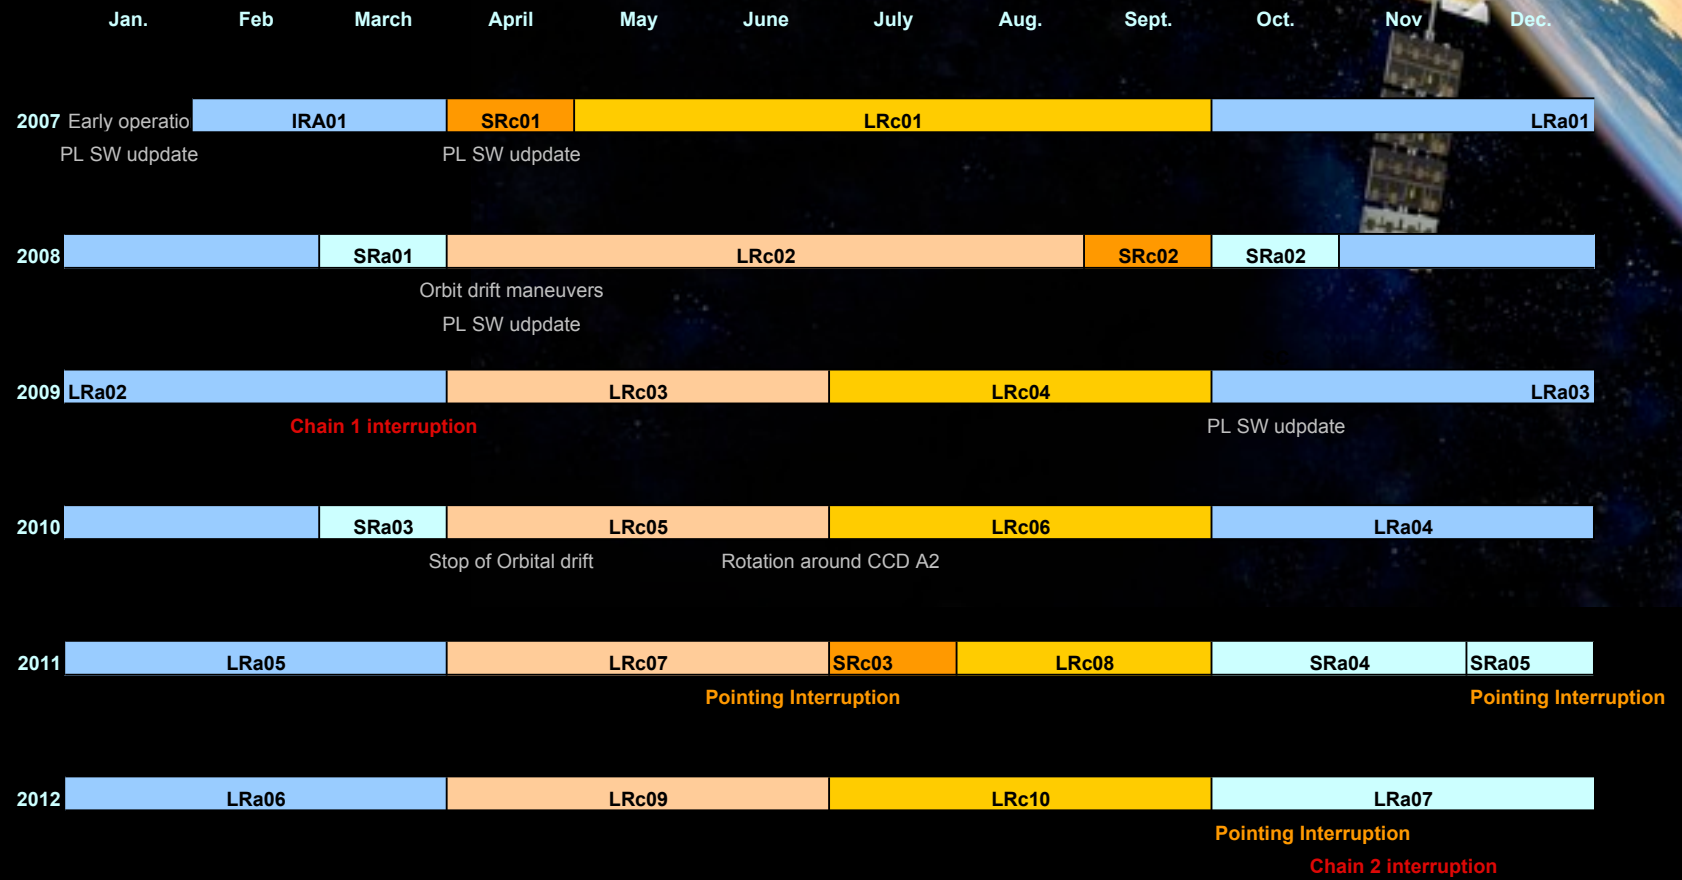 Jan. Feb March April May June July Aug. Sept. Oct. Nov Dec.
2007 Early operatio IRA01 SRc01 LRc01 LRa01
PL SW udpdate PL SW udpdate
2008 SRa01 LRc02 SRc02 SRa02
Orbit drift maneuvers
PL SW udpdate
2009 LRa02 LRc03 LRc04 LRa03
Chain 1 interruption PL SW udpdate
2010 SRa03 LRc05 LRc06 LRa04
Stop of Orbital drift Rotation around CCD A2
2011 LRa05 LRc07 SRc03 LRc08 SRa04 SRa05
Pointing Interruption Pointing Interruption
2012 LRa06 LRc09 LRc10 LRa07
Pointing Interruption
Chain 2 interruption